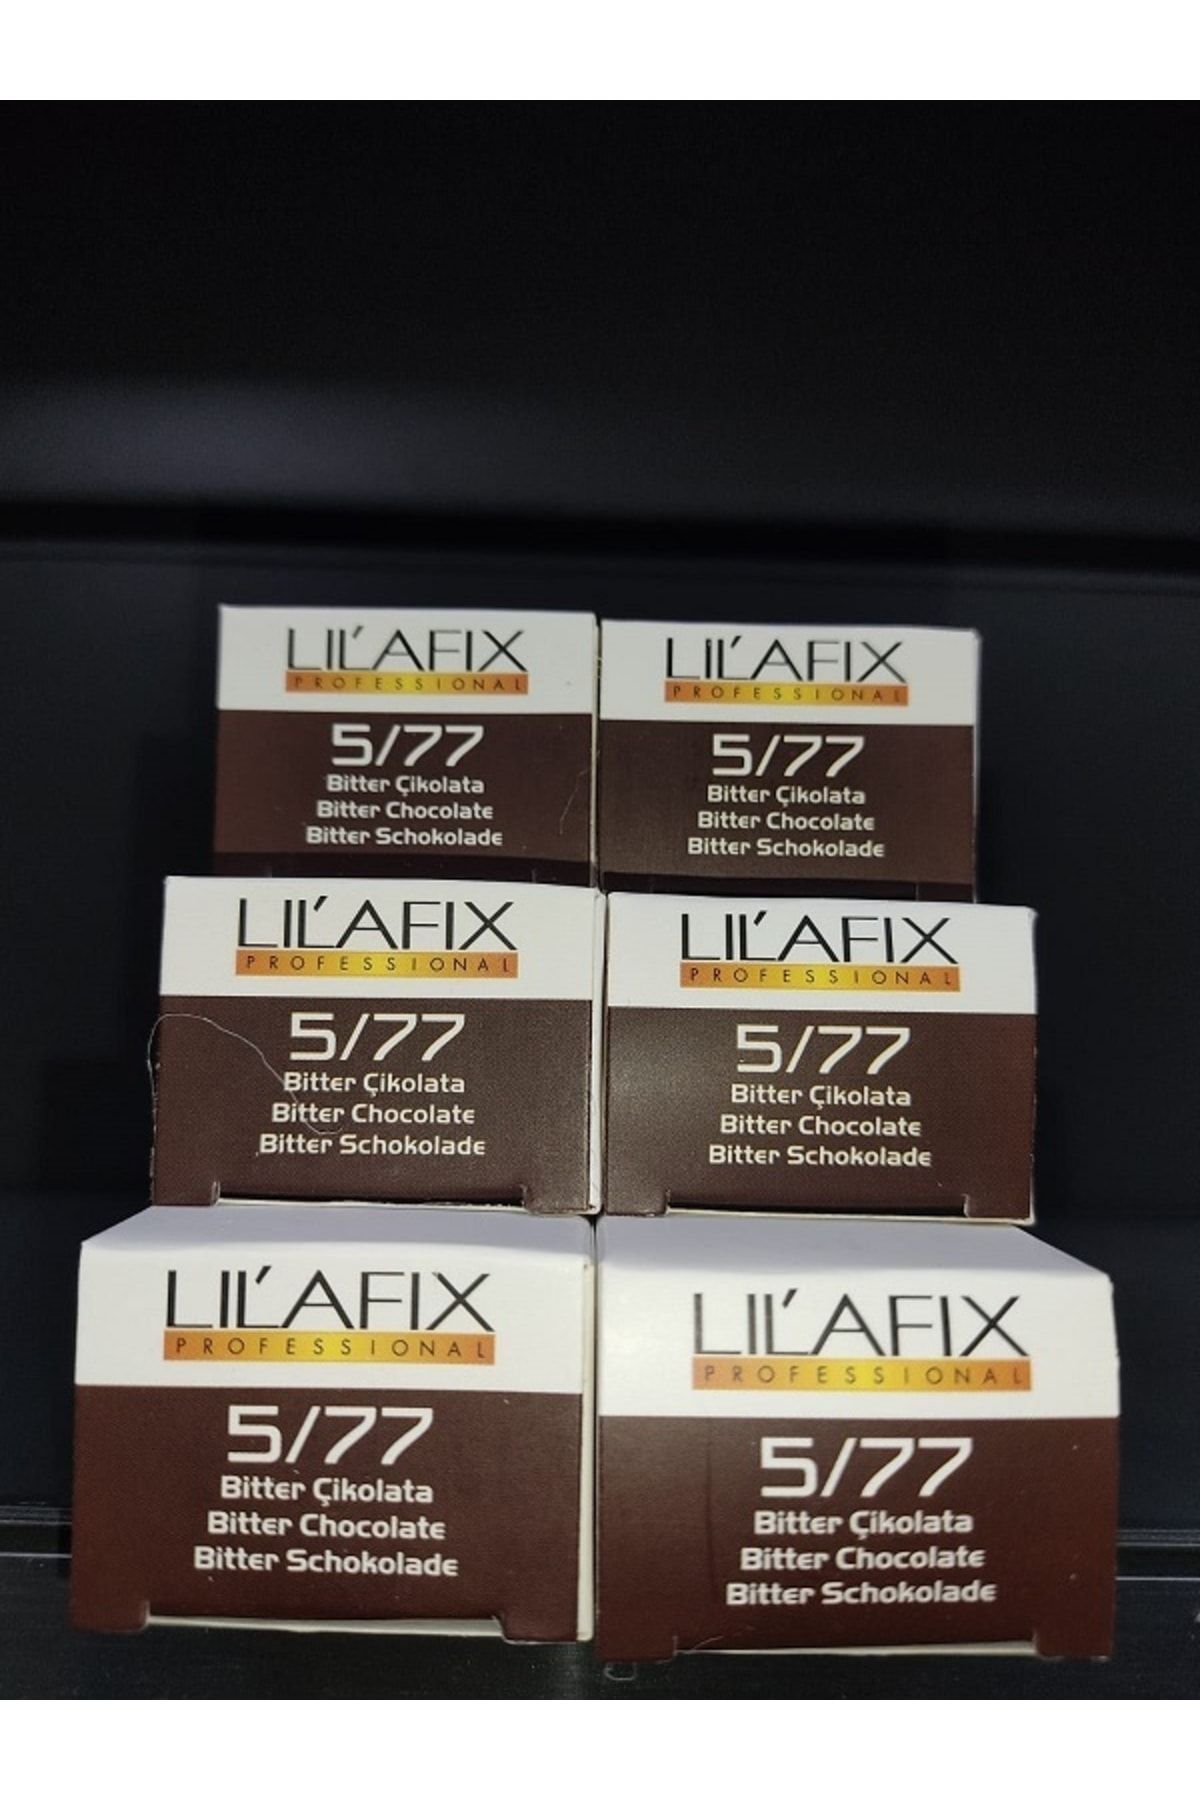 LIL'AFIX
PROFESSIONAL
5/77
Bitter Çikolata
Bitter Chocolate
Bitter Schokolade
LIL'AFIX
PROFESSIONAL
5/77
Bitter Çikolata
Bitter Chocolate
Bitter Schokolade
LIL'AFIX
PROFESSIONAL
5/77
Bitter Çikolata
Bitter Chocolate
Bitter Schokolade
LIL'AFIX
PROFESSIONAL
5/77
Bitter Çikolata
Bitter Chocolate
Bitter Schokolade
LIL'AFIX
PROFESSIONAL
5/77
Bitter Çikolata
Bitter Chocolate
Bitter Schokolade
LIL'AFIX
PROFESSIONAL
5/77
Bitter Çikolata
Bitter Chocolate
Bitter Schokolade